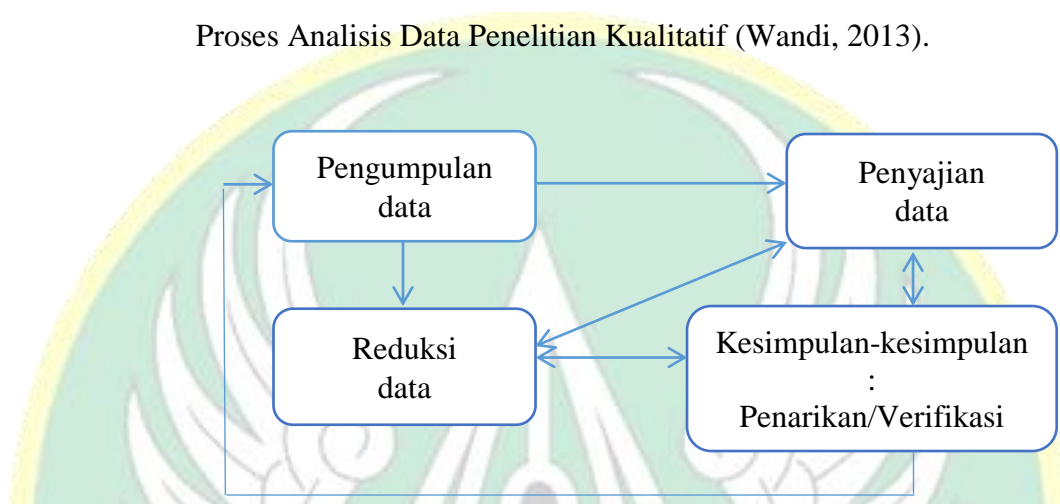 Proses Analisis Data Penelitian Kualitatif (Wandi, 2013).
Pengumpulan
data
Penyajian
data
Reduksi
data
Kesimpulan-kesimpulan
:
Penarikan/Verifikasi